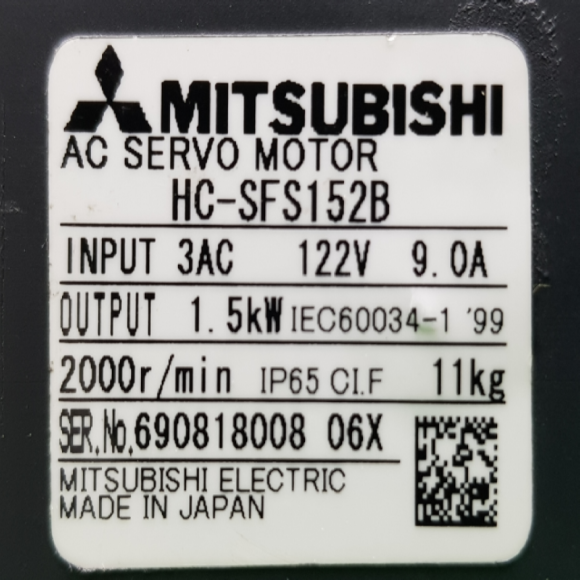 MITSUBISHI
AC SERVO MOTOR
HC-SFS152B
INPUT 3AC 122V 9.0A
OUTPUT 1.5kW IEC60034-1 '99
2000r/min IP65 CI.F 11kg
SER.No.690818008 06X
MITSUBISHI ELECTRIC
MADE IN JAPAN